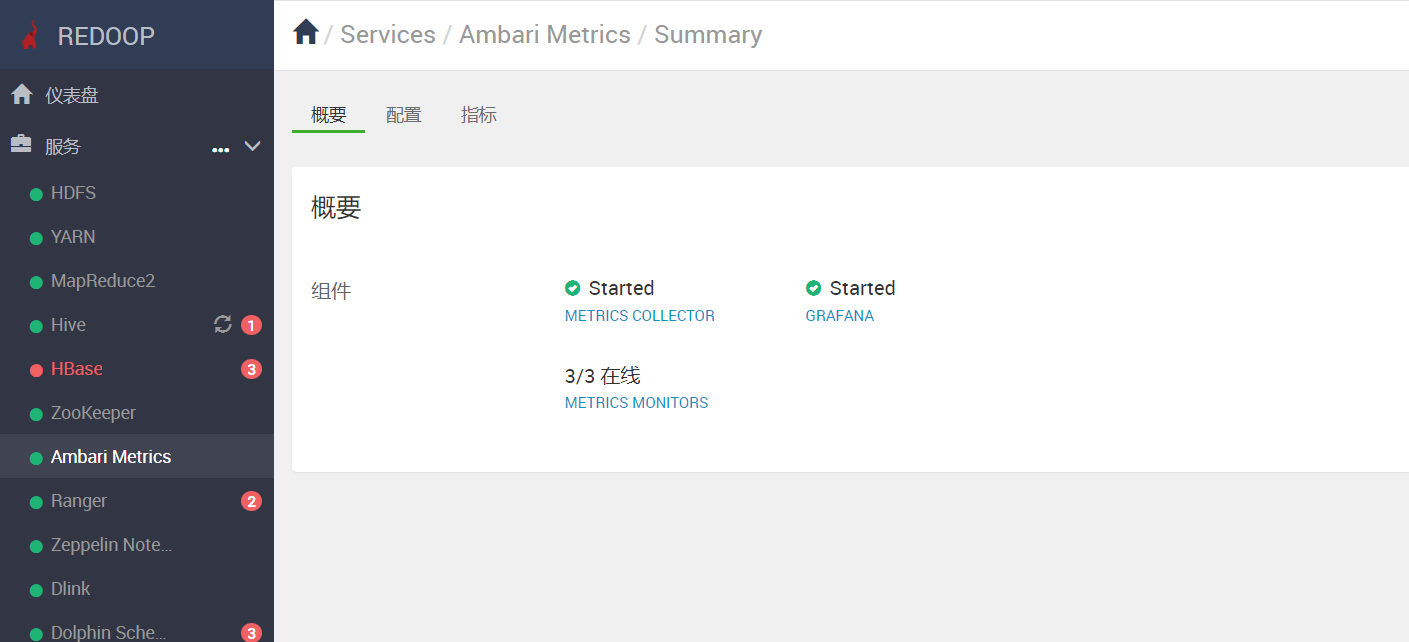 REDOOP
/ Services / Ambari Metrics / Summary
仪表盘
服务
HDFS
YARN
MapReduce2
Hive 1
HBase 3
ZooKeeper
Ambari Metrics
Ranger 2
Zeppelin Note...
Dlink
Dolphin Sche... 3
概要 配置 指标
概要
组件
Started
METRICS COLLECTOR
Started
GRAFANA
3/3 在线
METRICS MONITORS